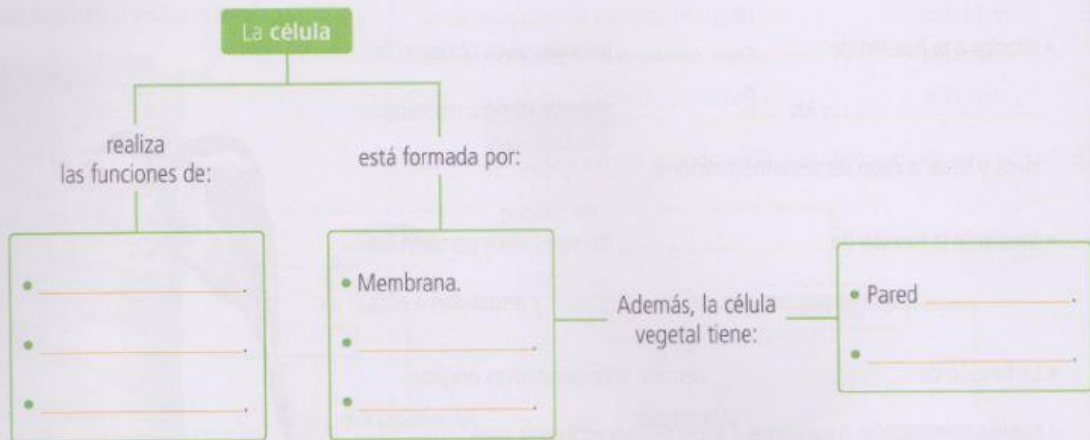 La célula
realiza
las funciones de:
está formada por:
• Membrana.
Además, la célula
vegetal tiene:
• Pared